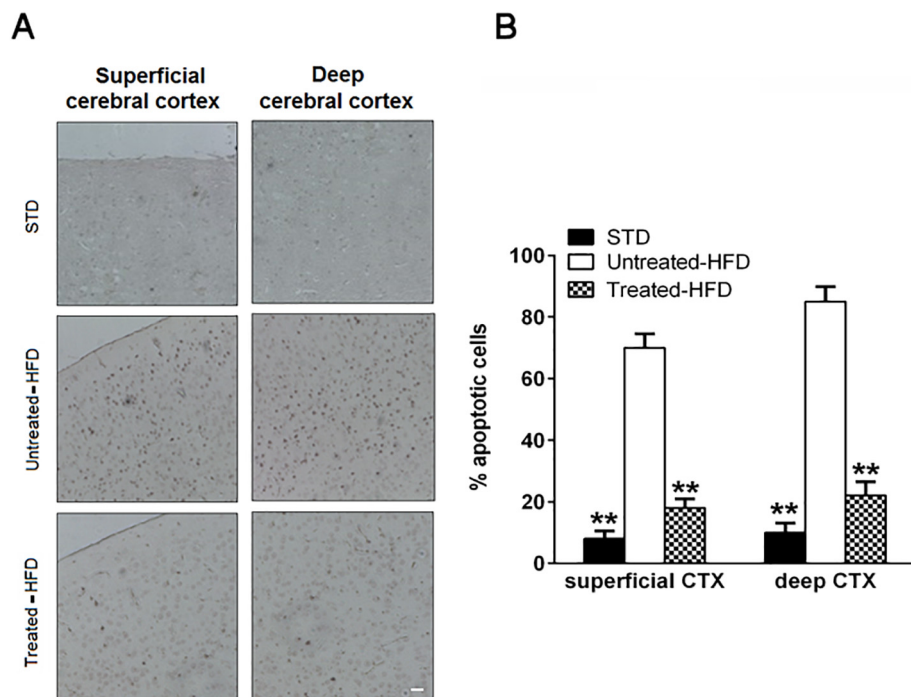 A
B
Superficial
cerebral cortex
Deep
cerebral cortex
STD
Untreated-HFD
Treated-HFD
STD
Untreated-HFD
Treated-HFD
% apoptotic cells
100
80
60
40
20
0
**
**
**
**
superficial CTX
deep CTX